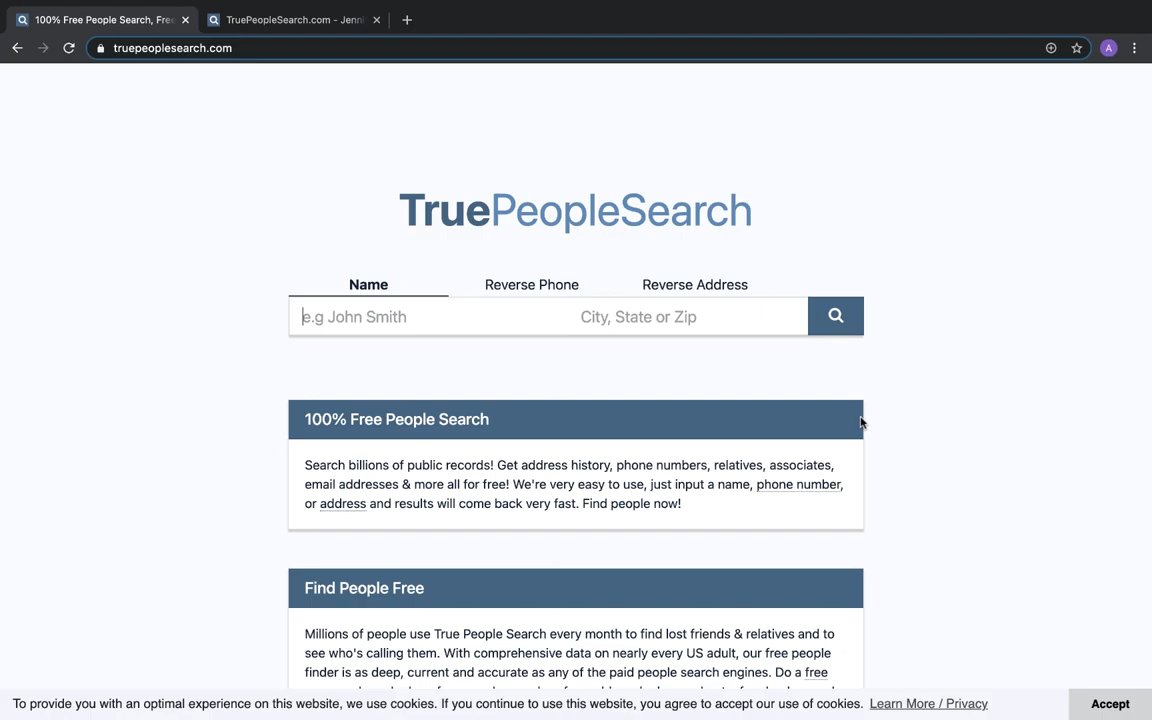 100% Free People Search, Free
TruePeopleSearch.com - Jenni
truepeoplesearch.com
A
TruePeopleSearch
Name
Reverse Phone
Reverse Address
e.g John Smith
City, State or Zip
100% Free People Search
Search billions of public records! Get address history, phone numbers, relatives, associates,
email addresses & more all for free! We're very easy to use, just input a name, phone number,
or address and results will come back very fast. Find people now!
Find People Free
Millions of people use True People Search every month to find lost friends & relatives and to
see who's calling them. With comprehensive data on nearly every US adult, our free people
finder is as deep, current and accurate as any of the paid people search engines. Do a free
To provide you with an optimal experience on this website, we use cookies. If you continue to use this website, you agree to accept our use of cookies. Learn More / Privacy
Accept